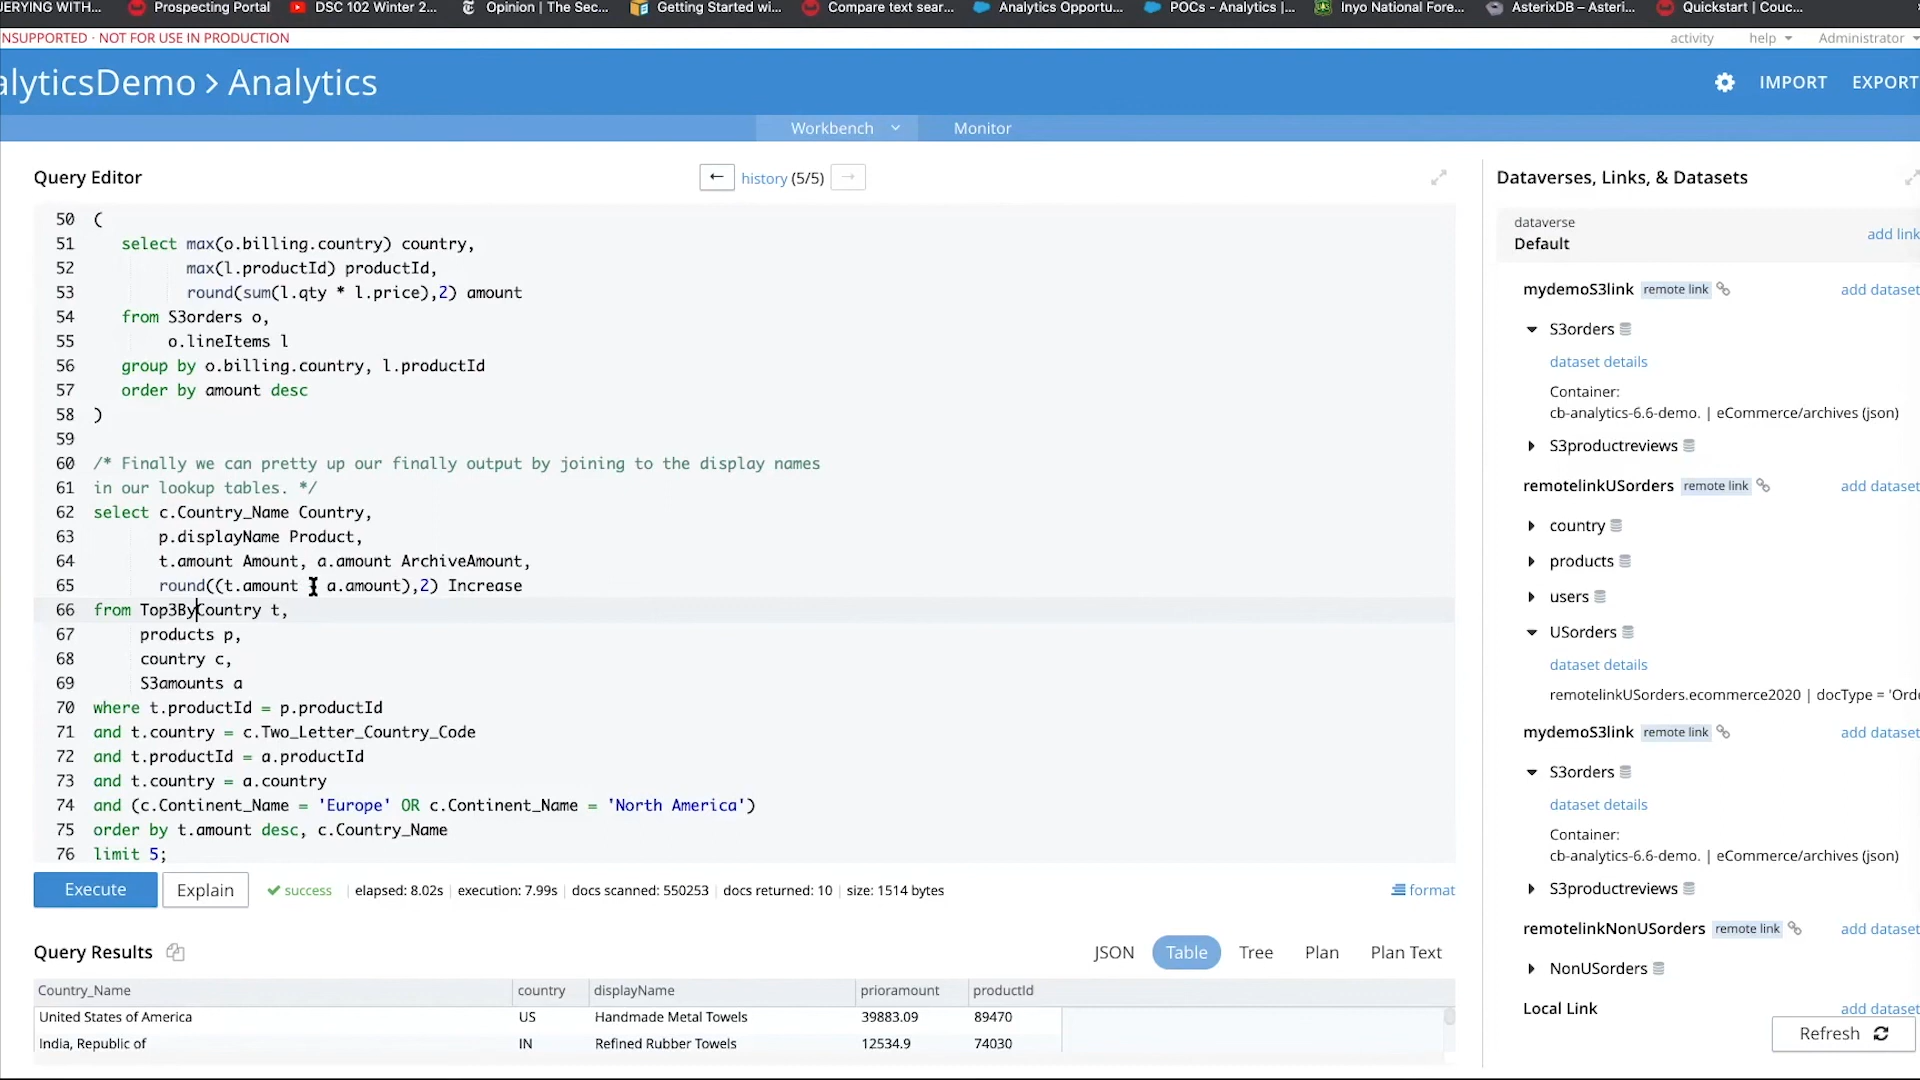 UERYING WITH...
Prospecting Portal
DSC 102 Winter 2...
Opinion | The Sec...
Getting Started wi...
Compare text sear...
Analytics Opportu...
POCs - Analytics |...
Inyo National Fore...
AsterixDB – Asteri...
Quickstart | Couc...
NSUPPORTED · NOT FOR USE IN PRODUCTION
activity
help
Administrator
alyticsDemo > Analytics
IMPORT
EXPORT
Workbench
Monitor
Query Editor
← history (5/5) →
50 (
51 select max(o.billing.country) country,
52 max(l.productId) productId,
53 round(sum(l.qty * l.price),2) amount
54 from S3orders o,
55 o.lineItems l
56 group by o.billing.country, l.productId
57 order by amount desc
58 )
59
60 /* Finally we can pretty up our finally output by joining to the display names
61 in our lookup tables. */
62 select c.Country_Name Country,
63 p.displayName Product,
64 t.amount Amount, a.amount ArchiveAmount,
65 round((t.amount a.amount),2) Increase
66 from Top3ByCountry t,
67 products p,
68 country c,
69 S3amounts a
70 where t.productId = p.productId
71 and t.country = c.Two_Letter_Country_Code
72 and t.productId = a.productId
73 and t.country = a.country
74 and (c.Continent_Name = 'Europe' OR c.Continent_Name = 'North America')
75 order by t.amount desc, c.Country_Name
76 limit 5;
Execute
Explain
success | elapsed: 8.02s | execution: 7.99s | docs scanned: 550253 | docs returned: 10 | size: 1514 bytes
format
Query Results
JSON
Table
Tree
Plan
Plan Text
Country_Name country displayName prioramount productId
United States of America US Handmade Metal Towels 39883.09 89470
India, Republic of IN Refined Rubber Towels 12534.9 74030
Dataverses, Links, & Datasets
dataverse
Default
add link
mydemoS3link remote link add dataset
S3orders
dataset details
Container:
cb-analytics-6.6-demo. | eCommerce/archives (json)
S3productreviews
remotelinkUSorders remote link add dataset
country
products
users
USorders
dataset details
remotelinkUSorders.ecommerce2020 | docType = 'Orde
mydemoS3link remote link add dataset
S3orders
dataset details
Container:
cb-analytics-6.6-demo. | eCommerce/archives (json)
S3productreviews
remotelinkNonUSorders remote link add dataset
NonUSorders
Local Link add dataset
Refresh